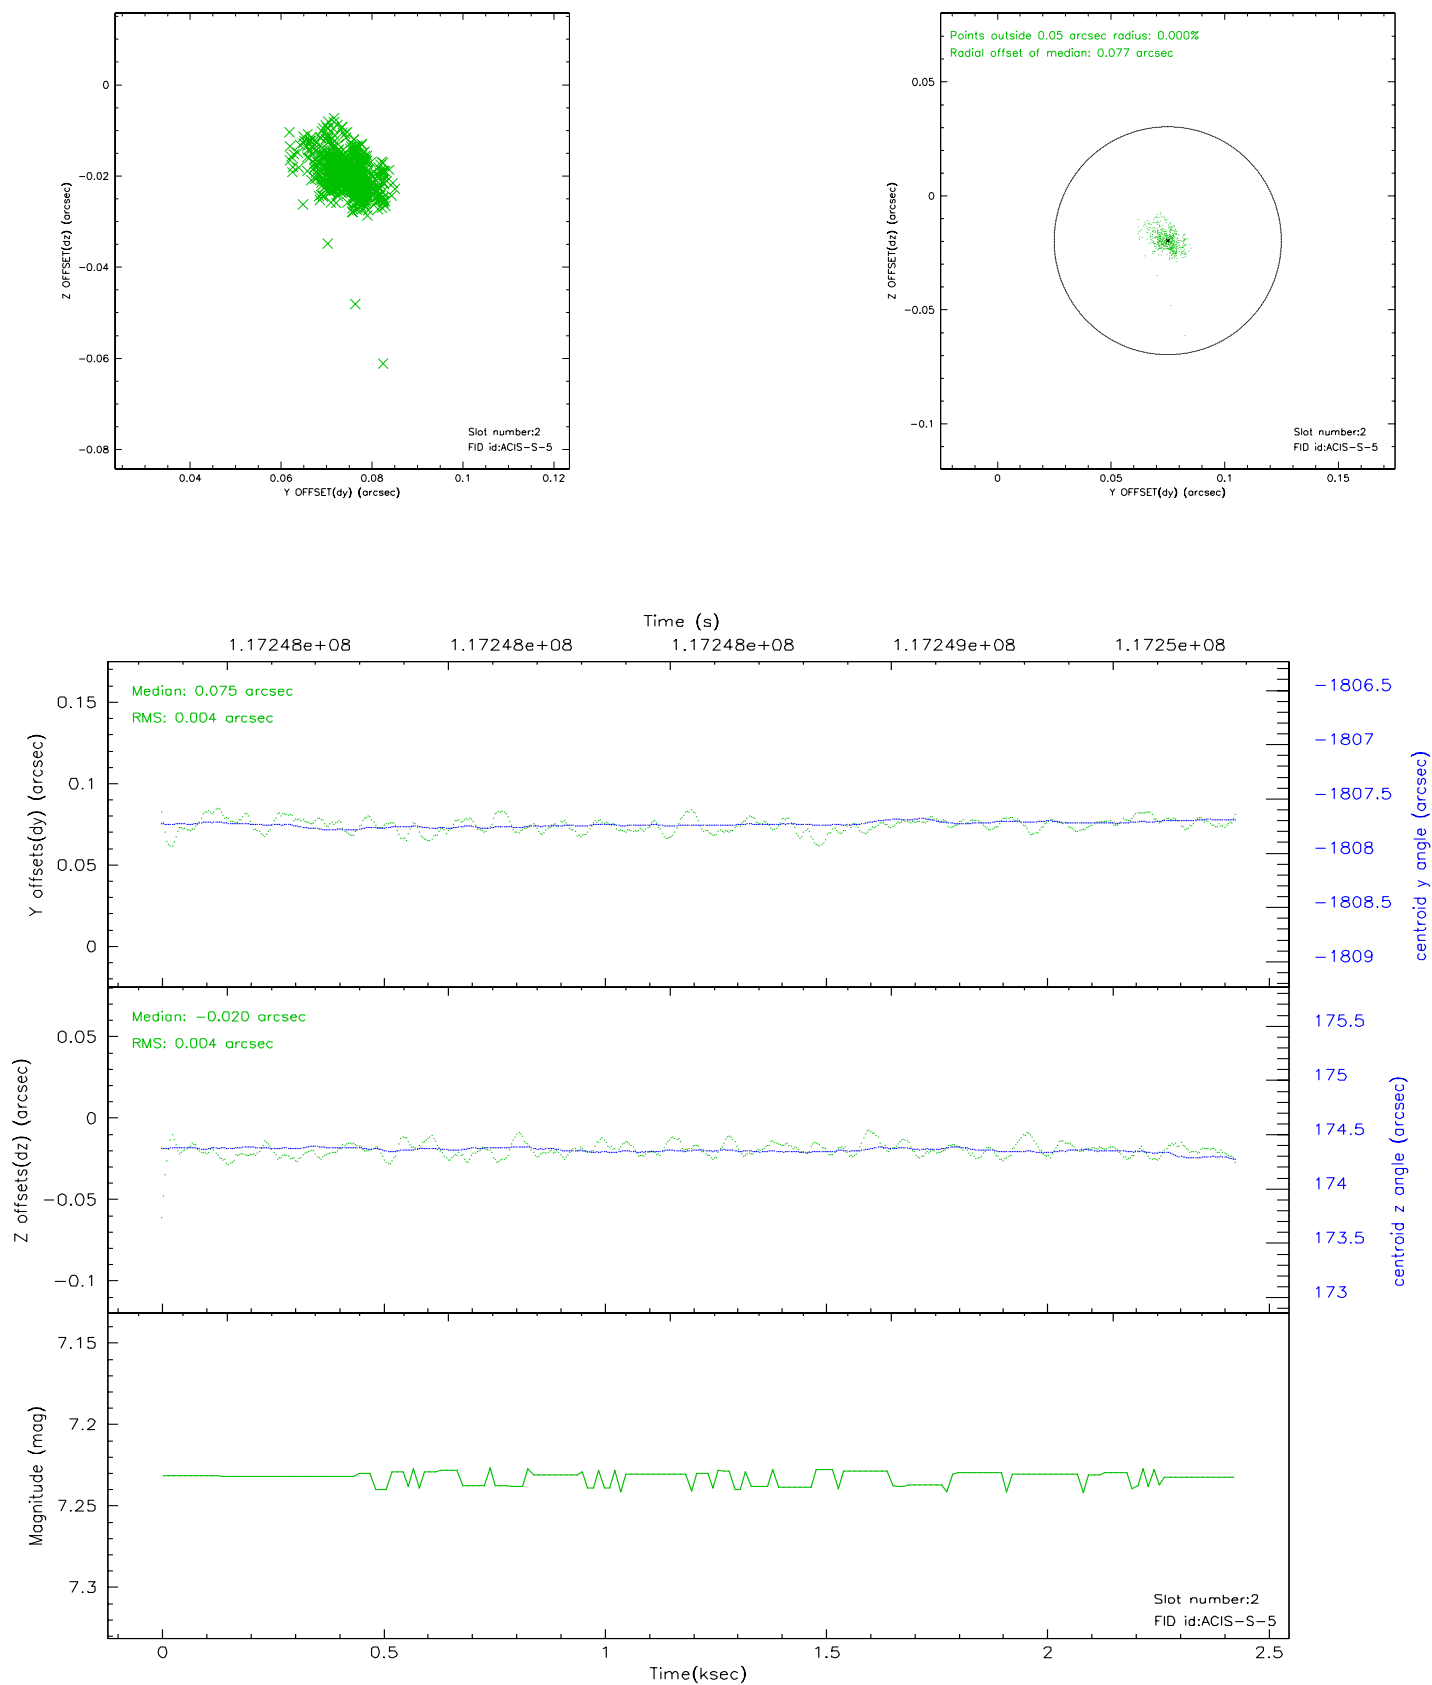 0
-0.02
-0.04
-0.06
-0.08
Z OFFSET(dz) (arcsec)
Slot number:2
FID id:ACIS-S-5
0.04 0.06 0.08 0.1 0.12
Y OFFSET(dy) (arcsec)
Points outside 0.05 arcsec radius: 0.000%
Radial offset of median: 0.077 arcsec
0.05
0
-0.05
-0.1
Z OFFSET(dz) (arcsec)
Slot number:2
FID id:ACIS-S-5
0 0.05 0.1 0.15
Y OFFSET(dy) (arcsec)
Time (s)
1.17248e+08 1.17248e+08 1.17248e+08 1.17249e+08 1.1725e+08
Median: 0.075 arcsec
RMS: 0.004 arcsec
0.15
0.1
0.05
0
Y offsets(dy) (arcsec)
-1806.5
-1807
-1807.5
-1808
-1808.5
-1809
centroid y angle (arcsec)
Median: -0.020 arcsec
RMS: 0.004 arcsec
0.05
0
-0.05
-0.1
Z offsets(dz) (arcsec)
175.5
175
174.5
174
173.5
173
centroid z angle (arcsec)
7.15
7.2
7.25
7.3
Magnitude (mag)
Slot number:2
FID id:ACIS-S-5
0 0.5 1 1.5 2 2.5
Time(ksec)